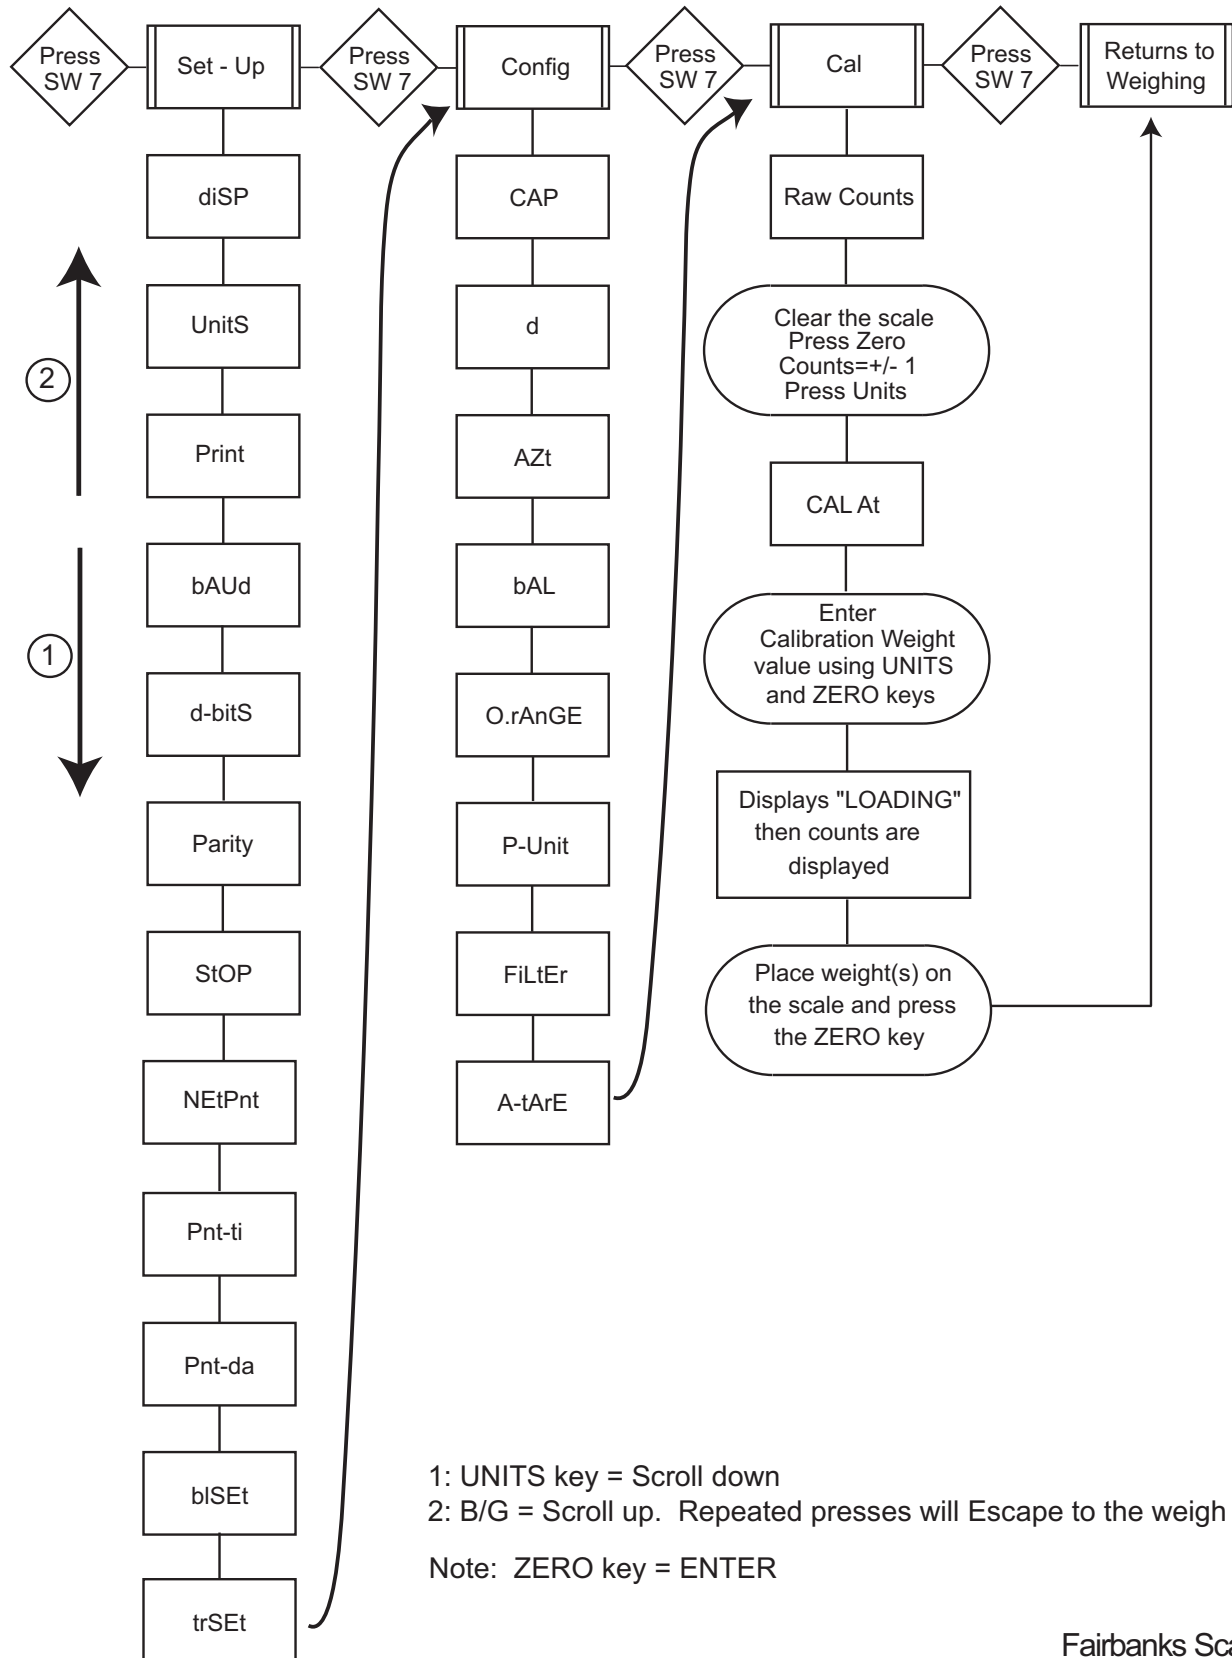 Press
SW 7
Set - Up
Press
SW 7
Config
Press
SW 7
Cal
Press
SW 7
Returns to
Weighing
diSP
UnitS
Print
bAUd
d-bitS
Parity
StOP
NEtPnt
Pnt-ti
Pnt-da
blSEt
trSEt
2
1
CAP
d
AZt
bAL
O.rAnGE
P-Unit
FiLtEr
A-tArE
Raw Counts
Clear the scale
Press Zero
Counts=+/- 1
Press Units
CAL At
Enter
Calibration Weight
value using UNITS
and ZERO keys
Displays "LOADING"
then counts are
displayed
Place weight(s) on
the scale and press
the ZERO key
1: UNITS key = Scroll down
2: B/G = Scroll up. Repeated presses will Escape to the weigh
Note: ZERO key = ENTER
Fairbanks Sca